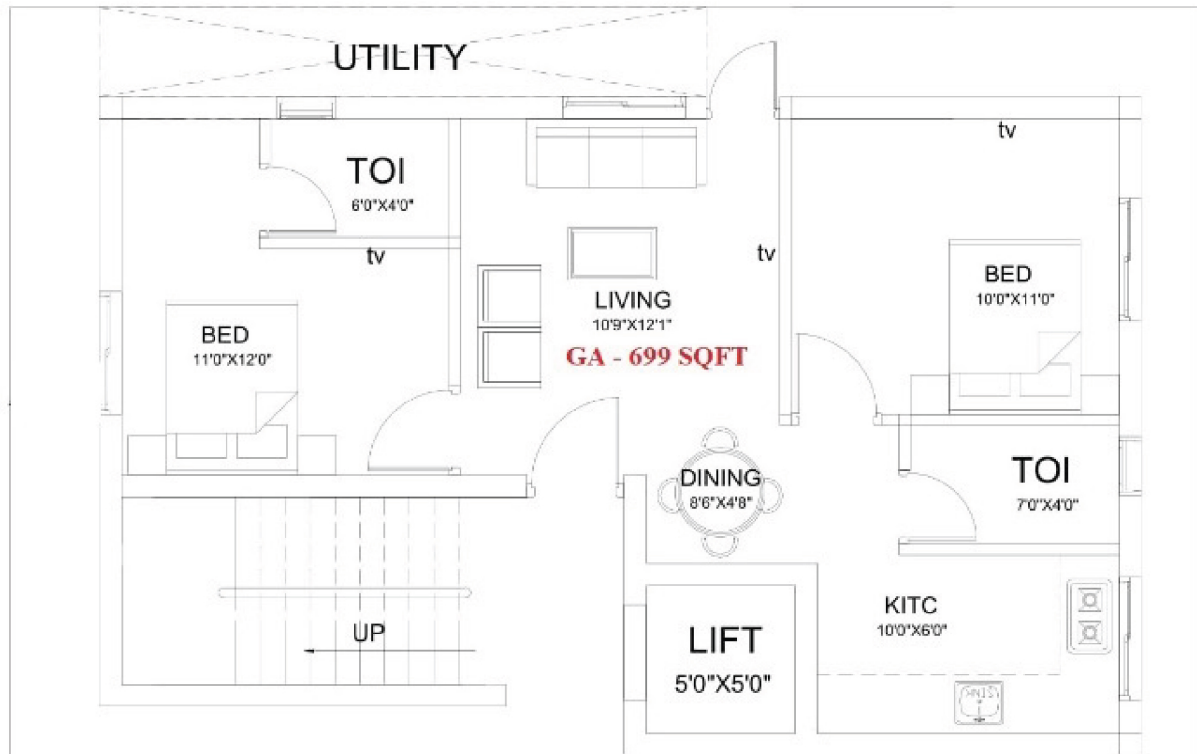 UTILITY
tv
TOI
6'0"X4'0"
tv
tv
BED
10'0"X11'0"
LIVING
10'9"X12'1"
GA - 699 SQFT
BED
11'0"X12'0"
DINING
8'6"X4'8"
TOI
7'0"X4'0"
KITC
10'0"X6'0"
UP
LIFT
5'0"X5'0"
SINK